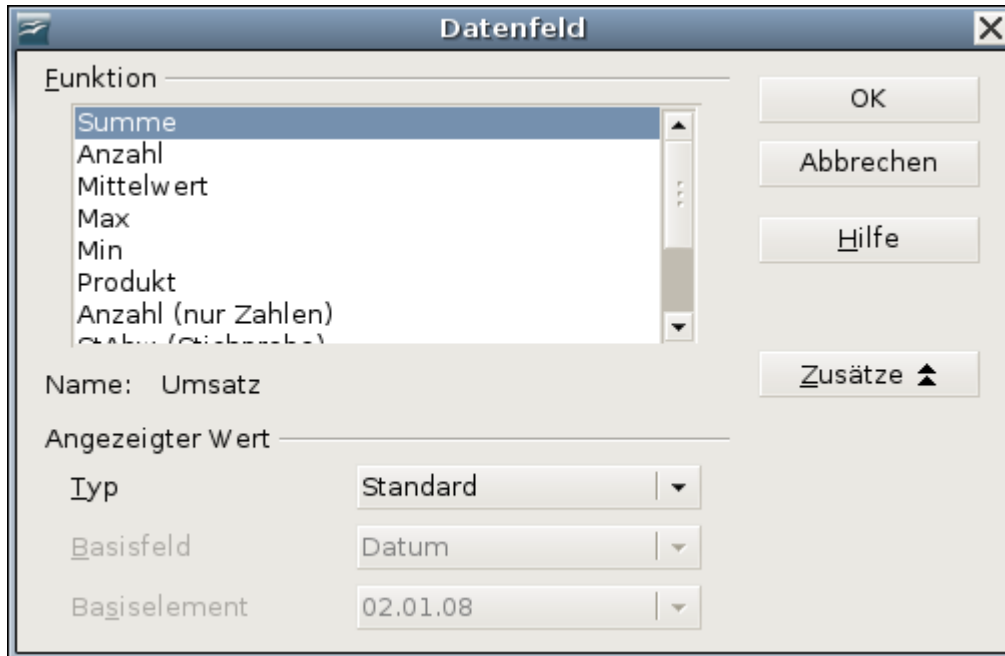 Datenfeld
Funktion
Summe
Anzahl
Mittelwert
Max
Min
Produkt
Anzahl (nur Zahlen)
Name: Umsatz
Angezeigter Wert
Typ Standard
Basisfeld Datum
Basiselement 02.01.08
OK
Abbrechen
Hilfe
Zusätze